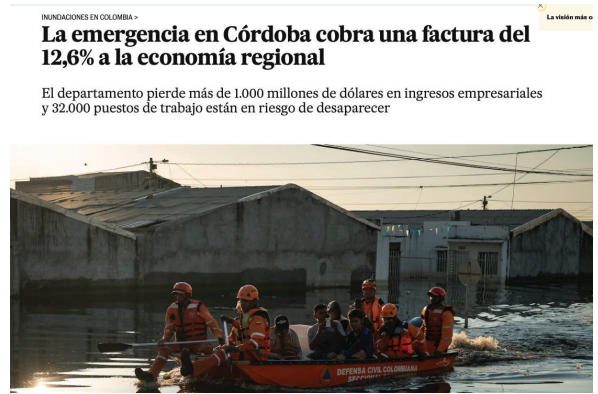 INUNDACIONES EN COLOMBIA >
La visión más
La emergencia en Córdoba cobra una factura del
12,6% a la economía regional
El departamento pierde más de 1.000 millones de dólares en ingresos empresariales
y 32.000 puestos de trabajo están en riesgo de desaparecer
DEFENSA CIVIL COLOMBIANA
SECCIONAL